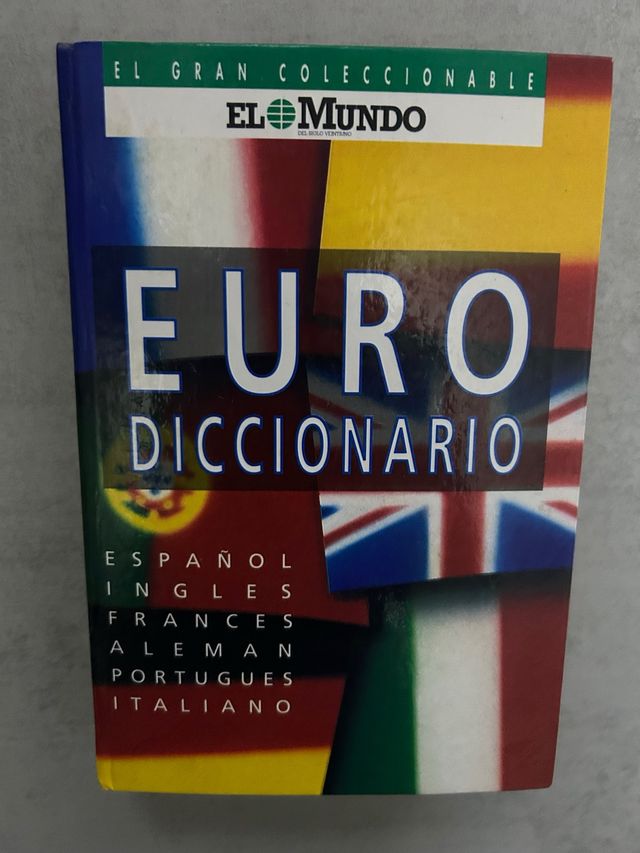 EL GRAN COLECCIONABLE
EL MUNDO
DEL SIGLO VEINTIUNO
EURO
DICCIONARIO
ESPAÑOL
INGLES
FRANCES
ALEMAN
PORTUGUES
ITALIANO